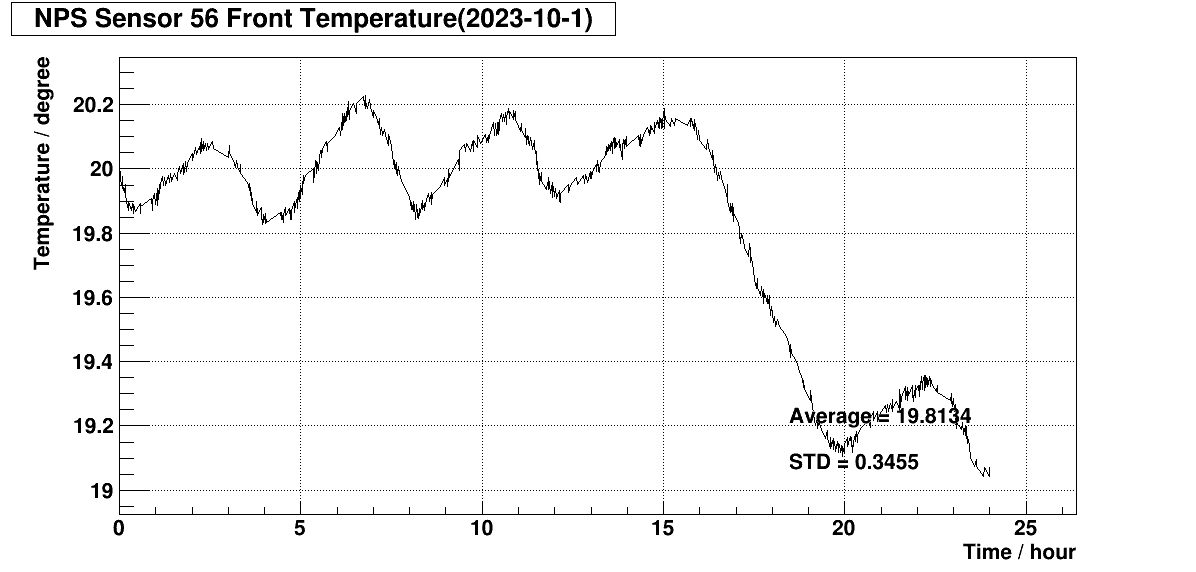 NPS Sensor 56 Front Temperature(2023-10-1)
Temperature / degree
20.2
20
19.8
19.6
19.4
19.2
19
Average = 19.8134
STD = 0.3455
0 5 10 15 20 25
Time / hour